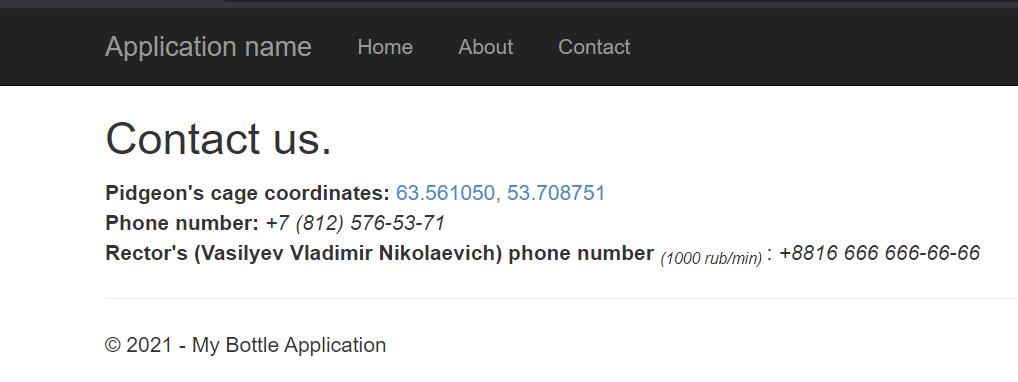 Application name Home About Contact
Contact us.
Pidgeon's cage coordinates: 63.561050, 53.708751
Phone number: +7 (812) 576-53-71
Rector's (Vasilyev Vladimir Nikolaevich) phone number (1000 rub/min) : +8816 666 666-66-66
© 2021 - My Bottle Application